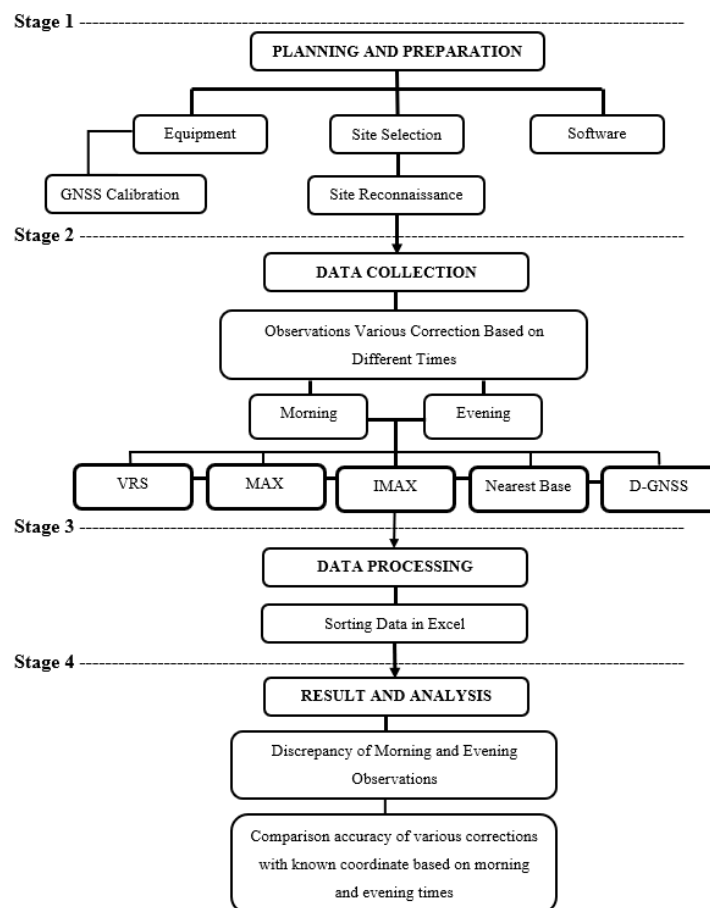 Stage 1
PLANNING AND PREPARATION
Equipment
Site Selection
Software
GNSS Calibration
Site Reconnaissance
Stage 2
DATA COLLECTION
Observations Various Correction Based on
Different Times
Morning
Evening
VRS
MAX
IMAX
Nearest Base
D-GNSS
Stage 3
DATA PROCESSING
Sorting Data in Excel
Stage 4
RESULT AND ANALYSIS
Discrepancy of Morning and Evening
Observations
Comparison accuracy of various corrections
with known coordinate based on morning
and evening times